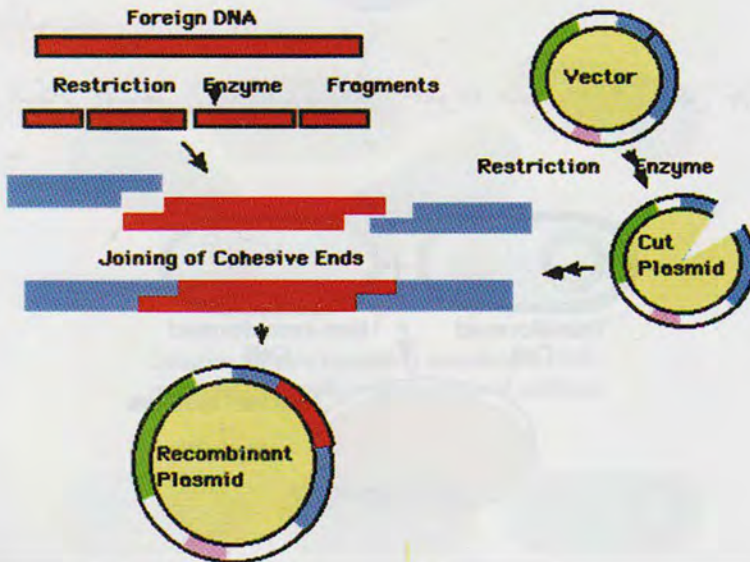 Foreign DNA
Restriction Enzyme Fragments
Vector
Restriction Enzyme
Cut
Plasmid
Joining of Cohesive Ends
Recombinant
Plasmid